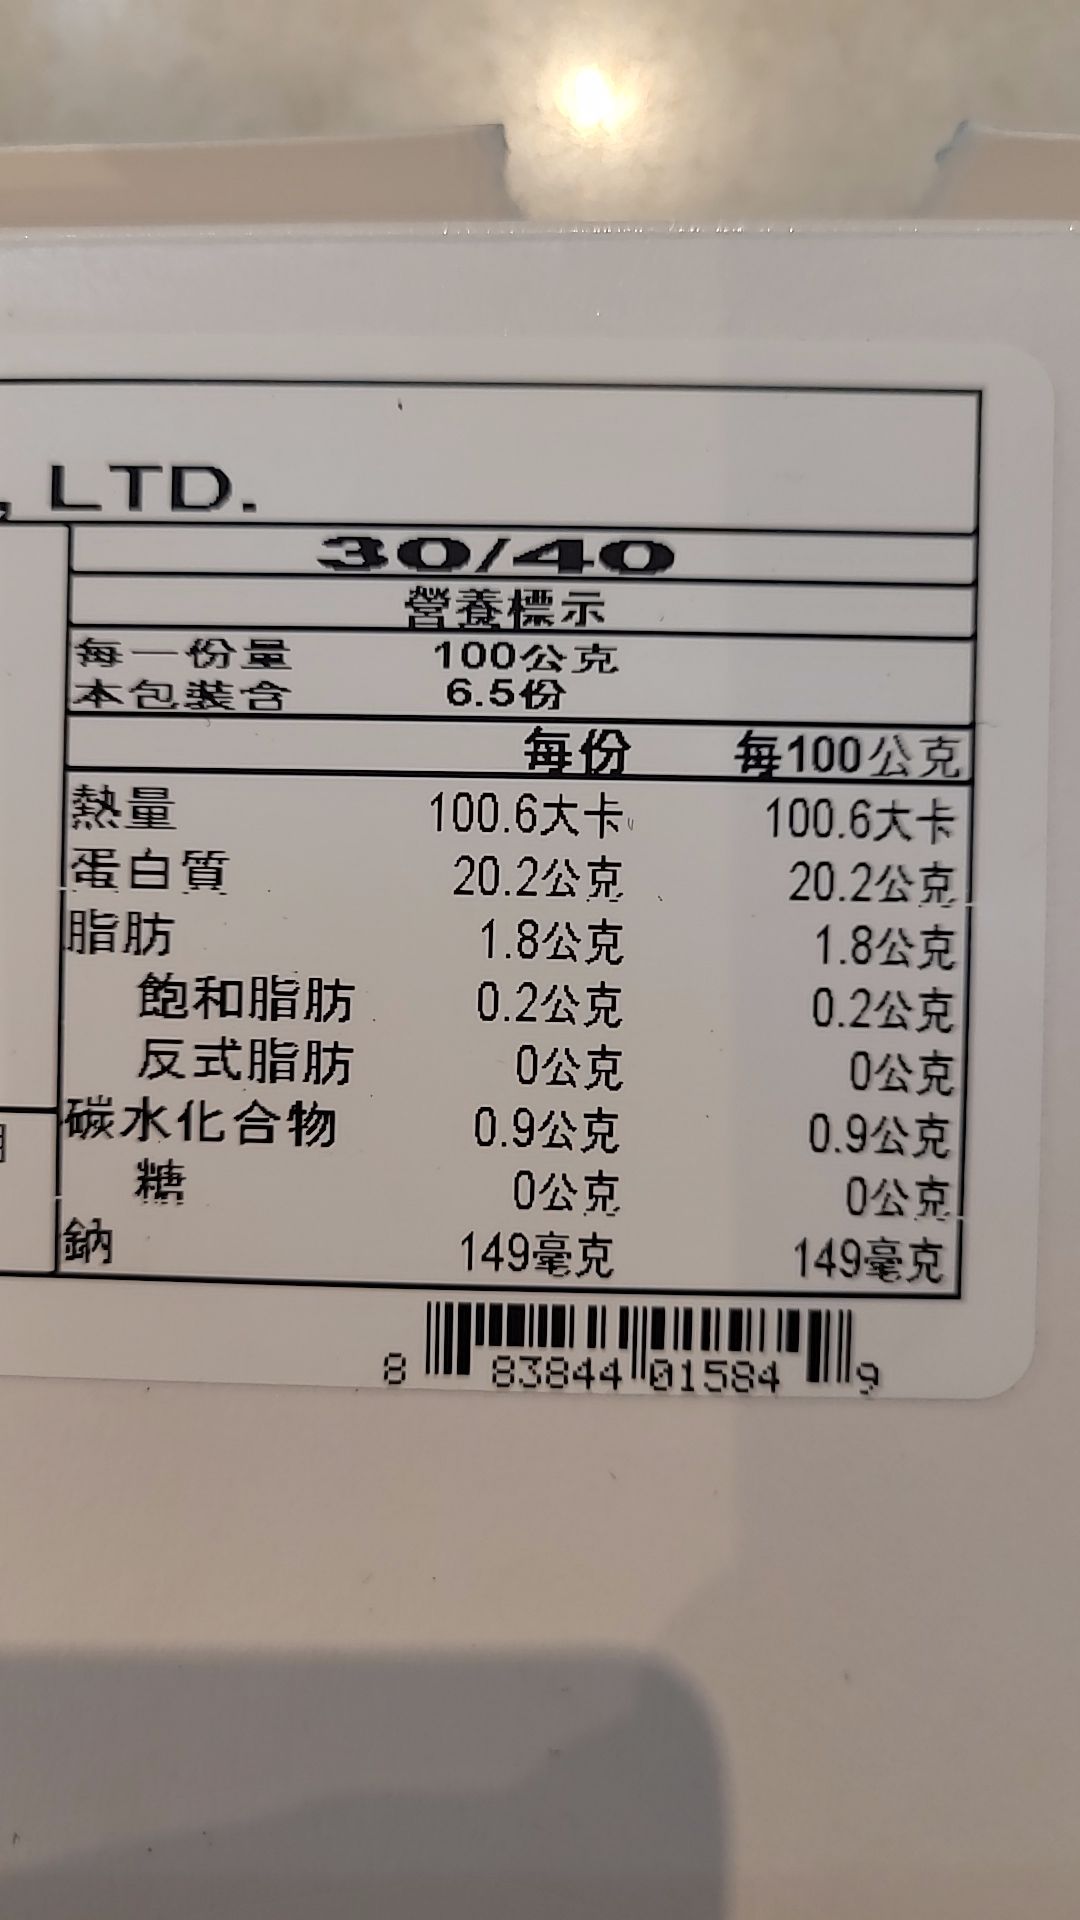 , LTD.
30/40
營養標示
每一份量 100公克
本包裝含 6.5份
每份 每100公克
熱量 100.6大卡 100.6大卡
蛋白質 20.2公克 20.2公克
脂肪 1.8公克 1.8公克
飽和脂肪 0.2公克 0.2公克
反式脂肪 0公克 0公克
碳水化合物 0.9公克 0.9公克
糖 0公克 0公克
鈉 149毫克 149毫克
8 83844 01584 9